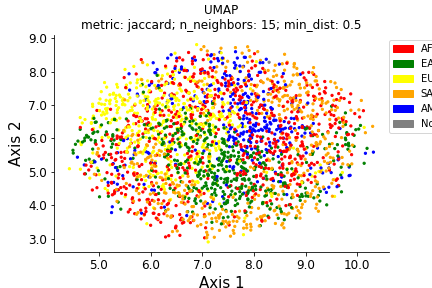 UMAP
metric: jaccard; n_neighbors: 15; min_dist: 0.5
9.0
8.0
7.0
6.0
5.0
4.0
3.0
Axis 2
5.0 6.0 7.0 8.0 9.0 10.0
Axis 1
AF
EA
EU
SA
AM
No